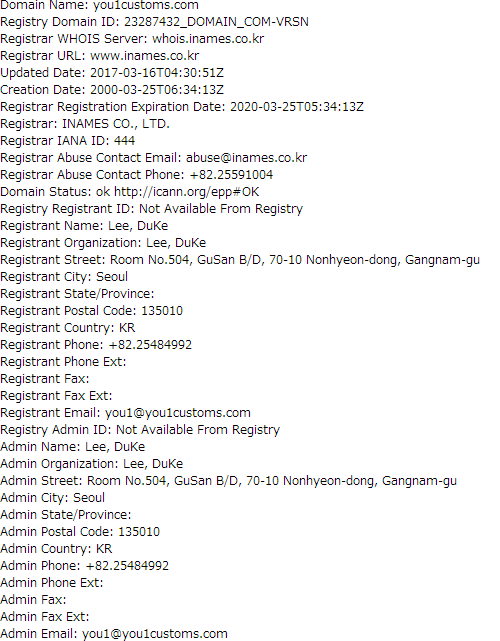 Domain Name: you1customs.com
Registry Domain ID: 23287432_DOMAIN_COM-VRSN
Registrar WHOIS Server: whois.inames.co.kr
Registrar URL: www.inames.co.kr
Updated Date: 2017-03-16T04:30:51Z
Creation Date: 2000-03-25T06:34:13Z
Registrar Registration Expiration Date: 2020-03-25T05:34:13Z
Registrar: INAMES CO., LTD.
Registrar IANA ID: 444
Registrar Abuse Contact Email: abuse@inames.co.kr
Registrar Abuse Contact Phone: +82.25591004
Domain Status: ok http://icann.org/epp#OK
Registry Registrant ID: Not Available From Registry
Registrant Name: Lee, DuKe
Registrant Organization: Lee, DuKe
Registrant Street: Room No.504, GuSan B/D, 70-10 Nonhyeon-dong, Gangnam-gu
Registrant City: Seoul
Registrant State/Province:
Registrant Postal Code: 135010
Registrant Country: KR
Registrant Phone: +82.25484992
Registrant Phone Ext:
Registrant Fax:
Registrant Fax Ext:
Registrant Email: you1@you1customs.com
Registry Admin ID: Not Available From Registry
Admin Name: Lee, DuKe
Admin Organization: Lee, DuKe
Admin Street: Room No.504, GuSan B/D, 70-10 Nonhyeon-dong, Gangnam-gu
Admin City: Seoul
Admin State/Province:
Admin Postal Code: 135010
Admin Country: KR
Admin Phone: +82.25484992
Admin Phone Ext:
Admin Fax:
Admin Fax Ext:
Admin Email: you1@you1customs.com